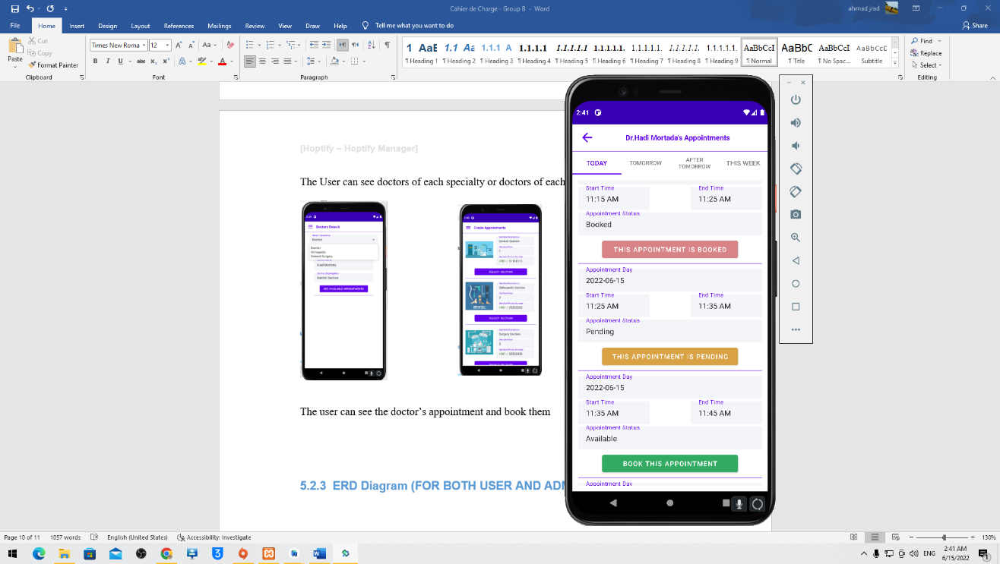 Cahier de Charge - Group B - Word
ahmad jrad
File Home Insert Design Layout References Mailings Review View Draw Help Tell me what you want to do
Share
Paste
Cut
Copy
Format Painter
Clipboard
Times New Roma 12
Font
Paragraph
1 AaE 1.1 Aa 1.1.1 A 1.1.1.1 1.1.1.1.1 1.1.1.1.1. 1.1.1.1.1. 1.1.1.1.1. 1.1.1.1.1. AaBbCcI AaBbC AaBbCcI AaBbCcD
¶ Heading 1 ¶ Heading 2 ¶ Heading 3 ¶ Heading 4 ¶ Heading 5 ¶ Heading 6 ¶ Heading 7 ¶ Heading 8 ¶ Heading 9 ¶ Normal ¶ Title ¶ No Spac... Subtitle
Find
Replace
Select
Editing
[Hoptify – Hoptify Manager]
The User can see doctors of each specialty or doctors of each
Doctors Search
Dentist
Dentist
Orthopedic
General Surgery
Hadi Mortada
Doctor Description
Dentist Section
SEE AVAILABLE APPOINTMENTS
Create Appointments
Dentist Section
1
SELECT SECTION
Orthopedic Section
2
SELECT SECTION
Surgery Section
SELECT SECTION
The user can see the doctor's appointment and book them
5.2.3 ERD Diagram (FOR BOTH USER AND ADM
2:41
Dr.Hadi Mortada's Appointments
TODAY TOMORROW AFTER TOMORROW THIS WEEK
Start Time End Time
11:15 AM 11:25 AM
Appointment Status
Booked
THIS APPOINTMENT IS BOOKED
Appointment Day
2022-06-15
Start Time End Time
11:25 AM 11:35 AM
Appointment Status
Pending
THIS APPOINTMENT IS PENDING
Appointment Day
2022-06-15
Start Time End Time
11:35 AM 11:45 AM
Appointment Status
Available
BOOK THIS APPOINTMENT
Appointment Day
Page 10 of 11 1057 words English (United States) Accessibility: Investigate
130%
ENG
2:41 AM
6/15/2022